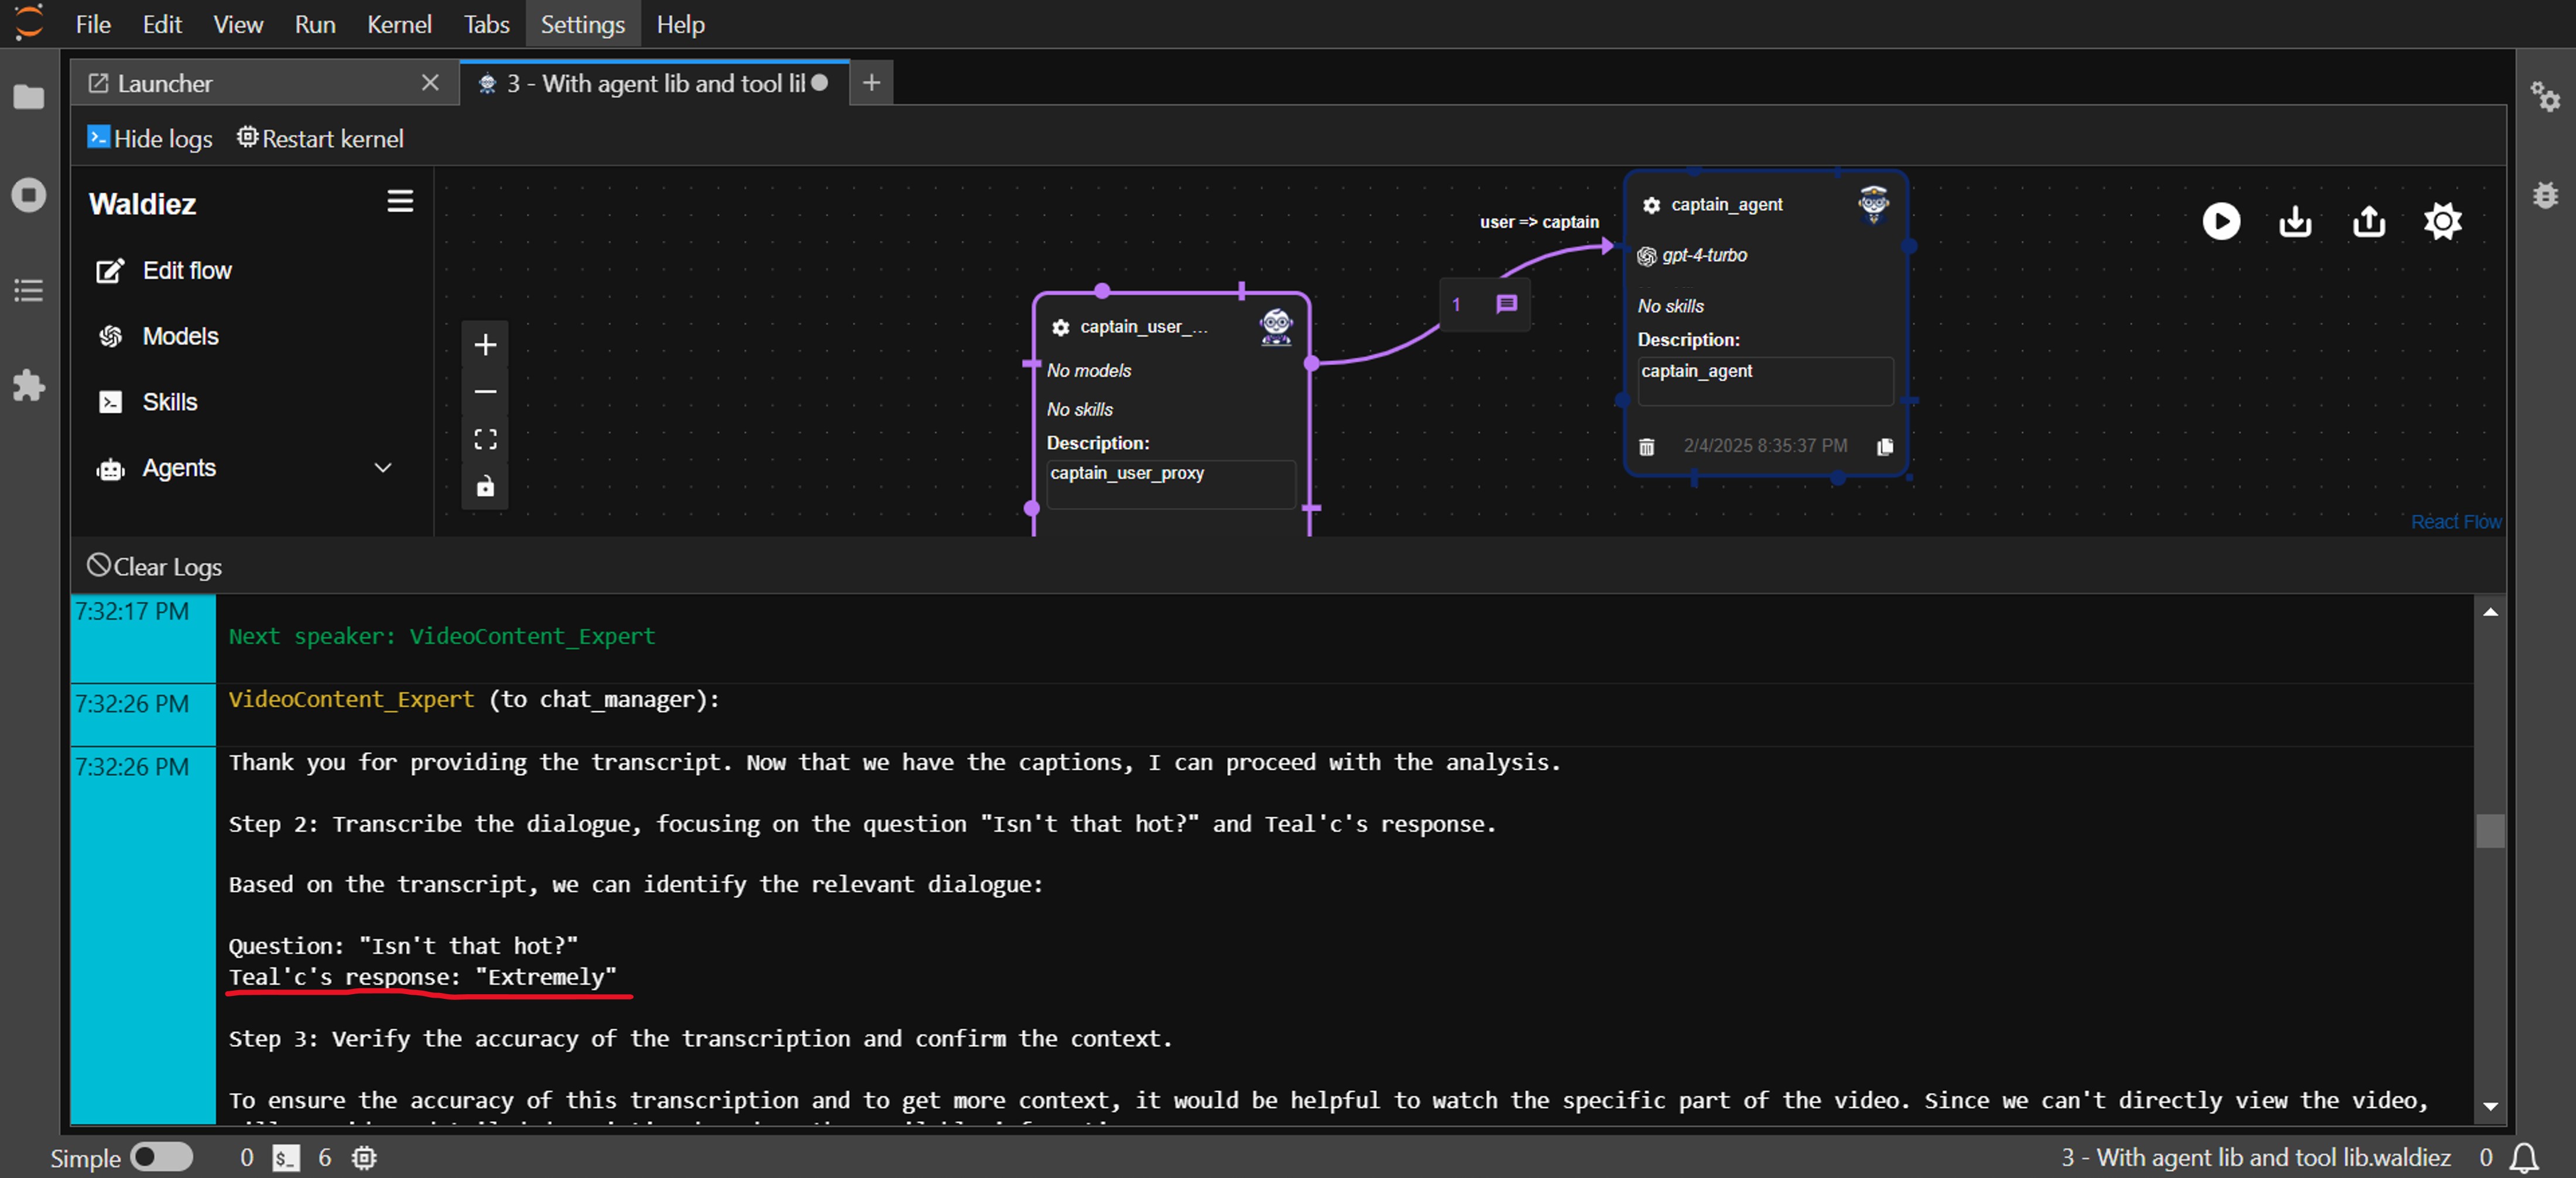 File Edit View Run Kernel Tabs Settings Help
Launcher
3 - With agent lib and tool lil
Hide logs Restart kernel
Waldiez
Edit flow
Models
Skills
Agents
captain_user_...
No models
No skills
Description:
captain_user_proxy
user => captain
1
captain_agent
gpt-4-turbo
No skills
Description:
captain_agent
2/4/2025 8:35:37 PM
React Flow
Clear Logs
7:32:17 PM
Next speaker: VideoContent_Expert
7:32:26 PM
VideoContent_Expert (to chat_manager):
7:32:26 PM
Thank you for providing the transcript. Now that we have the captions, I can proceed with the analysis.
Step 2: Transcribe the dialogue, focusing on the question "Isn't that hot?" and Teal'c's response.
Based on the transcript, we can identify the relevant dialogue:
Question: "Isn't that hot?"
Teal'c's response: "Extremely"
Step 3: Verify the accuracy of the transcription and confirm the context.
To ensure the accuracy of this transcription and to get more context, it would be helpful to watch the specific part of the video. Since we can't directly view the video,
Simple 0 $_ 6
3 - With agent lib and tool lib.waldiez 0